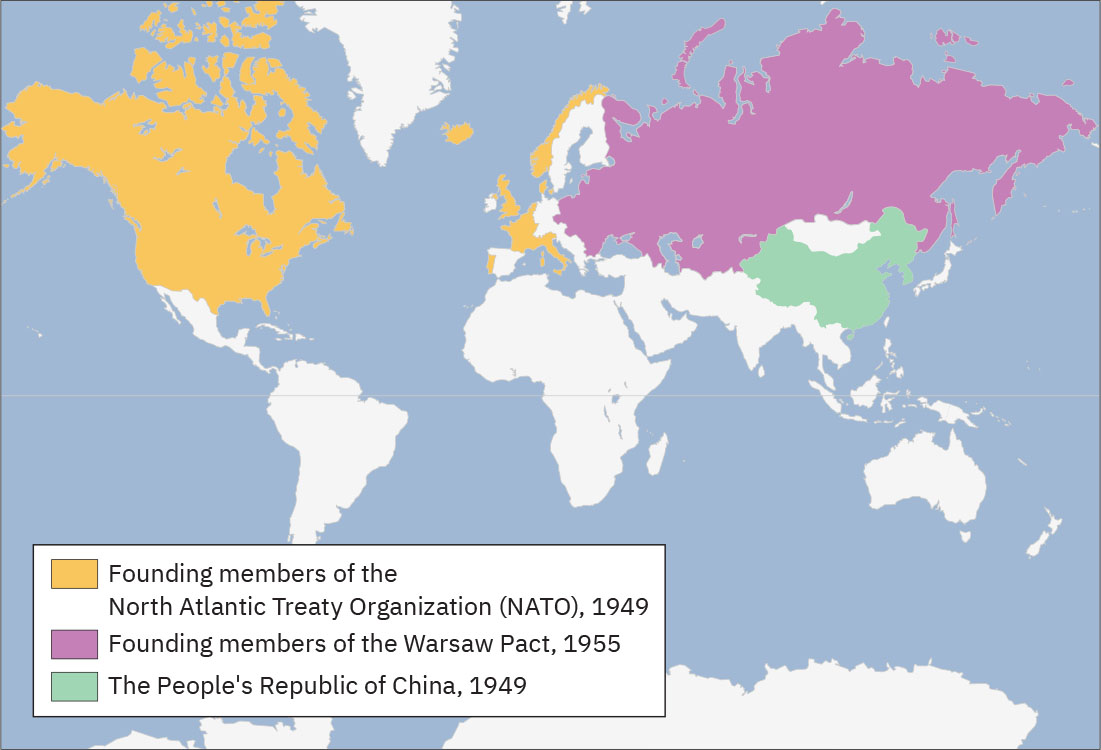 Founding members of the
North Atlantic Treaty Organization (NATO), 1949
Founding members of the Warsaw Pact, 1955
The People's Republic of China, 1949